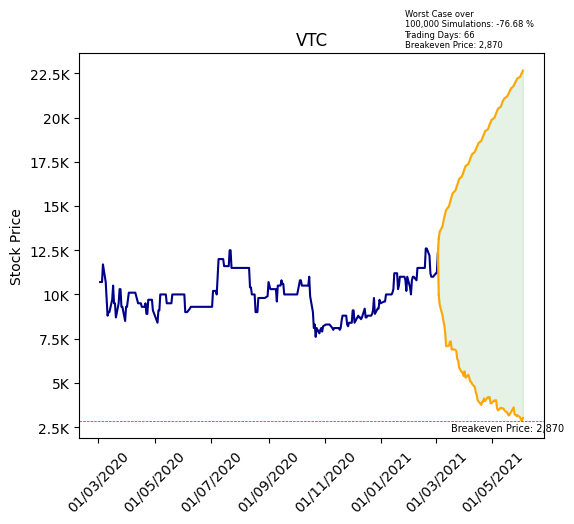 Worst Case over
100,000 Simulations: -76.68 %
Trading Days: 66
Breakeven Price: 2,870
VTC
Stock Price
22.5K
20K
17.5K
15K
12.5K
10K
7.5K
5K
2.5K
Breakeven Price: 2,870
01/03/2020
01/05/2020
01/07/2020
01/09/2020
01/11/2020
01/01/2021
01/03/2021
01/05/2021